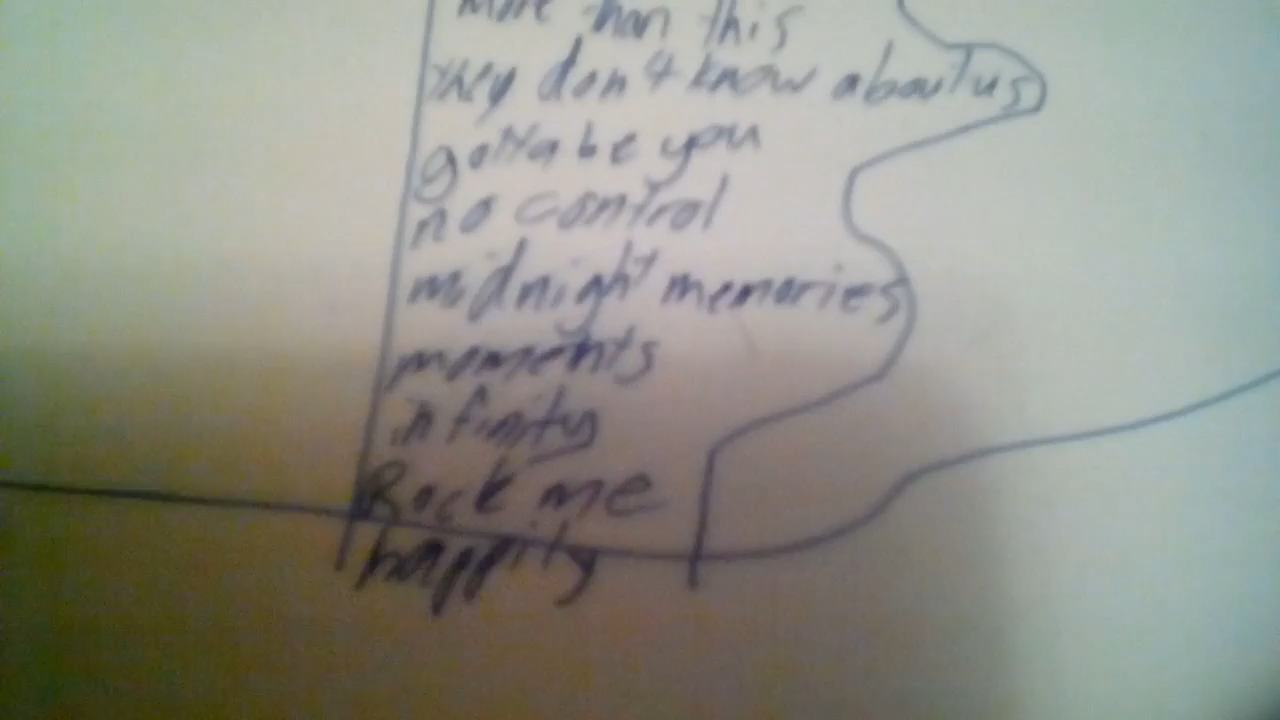 more than this
they don't know about us
gotta be you
no control
midnight memories
moments
infinity
Rock me
happily